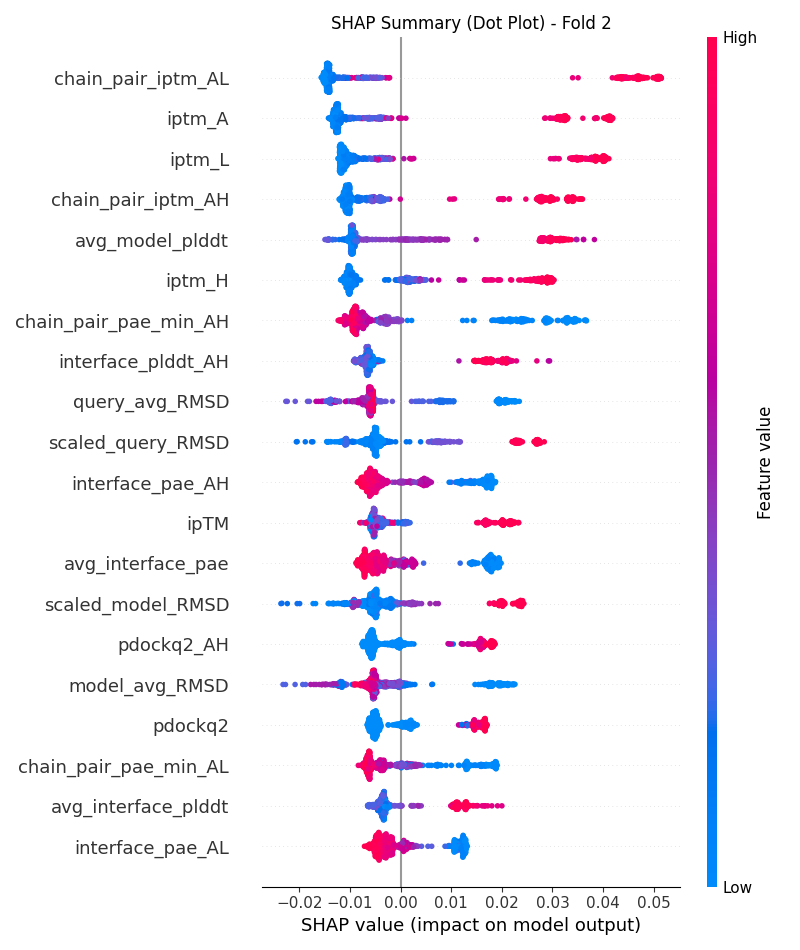 SHAP Summary (Dot Plot) - Fold 2
High
chain_pair_iptm_AL
iptm_A
iptm_L
chain_pair_iptm_AH
avg_model_plddt
iptm_H
chain_pair_pae_min_AH
interface_plddt_AH
query_avg_RMSD
scaled_query_RMSD
interface_pae_AH
ipTM
avg_interface_pae
scaled_model_RMSD
pdockq2_AH
model_avg_RMSD
pdockq2
chain_pair_pae_min_AL
avg_interface_plddt
interface_pae_AL
Feature value
Low
−0.02 −0.01 0.00 0.01 0.02 0.03 0.04 0.05
SHAP value (impact on model output)